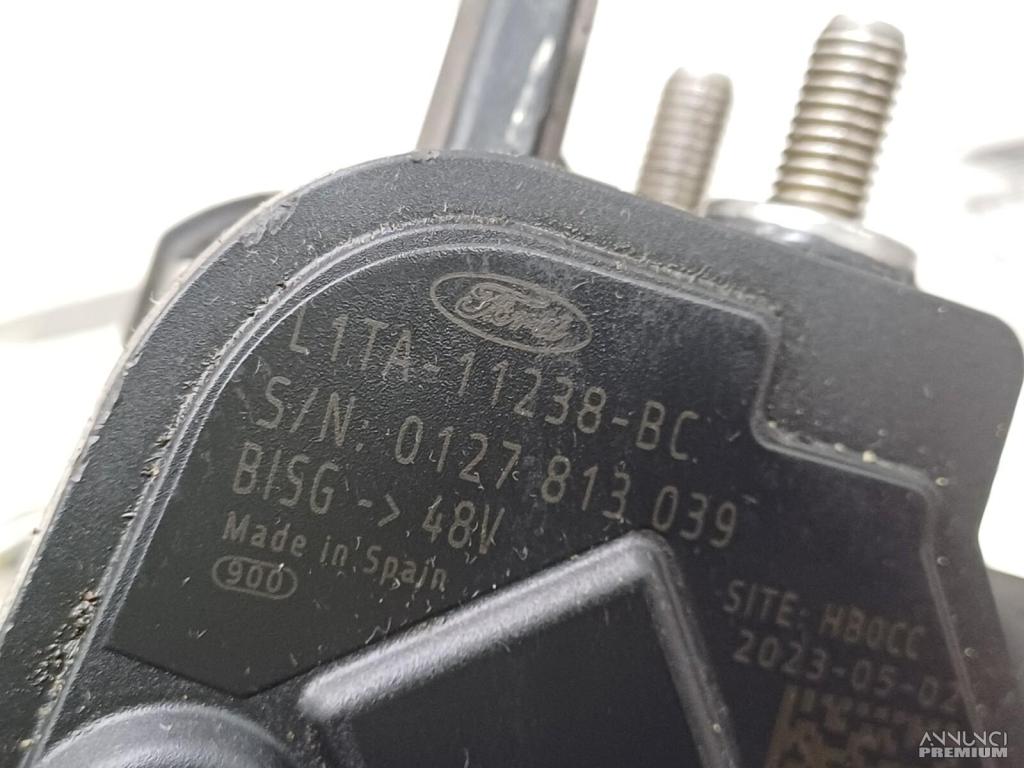 Ford
L1TA-11238-BC
S/N: 0127 813 039
BISG -> 48V
Made in Spain
900
SITE: HB0CC
2023-05-02
ANNUNCI
PREMIUM